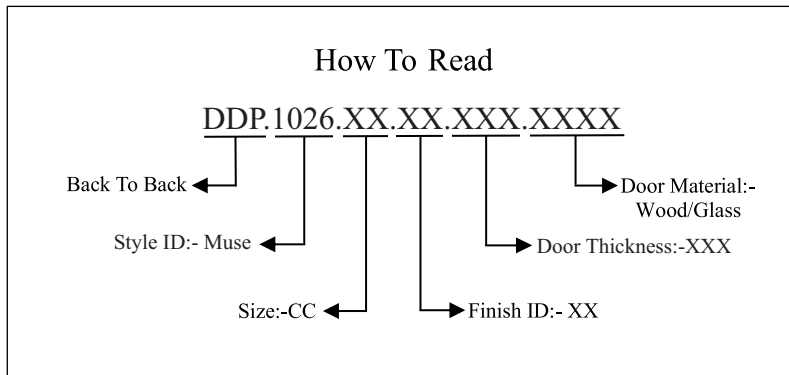 How To Read
DDP.1026.XX.XX.XXX.XXXX
Back To Back
Door Material:-
Wood/Glass
Style ID:- Muse
Door Thickness:-XXX
Size:-CC
Finish ID:- XX